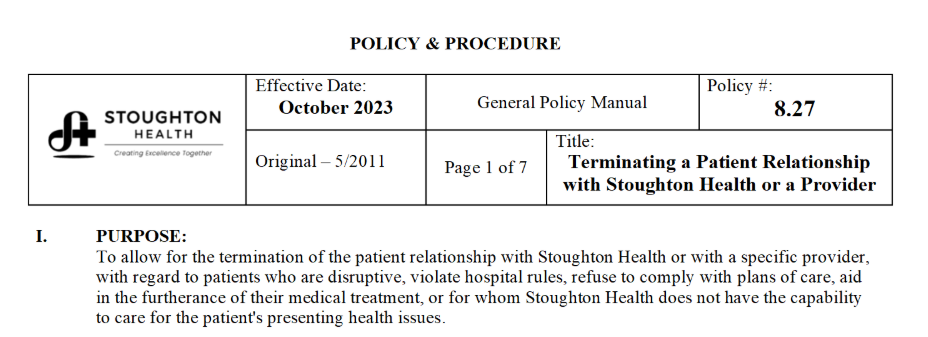 POLICY & PROCEDURE
STOUGHTON
HEALTH
Creating Excellence Together
Effective Date:
October 2023
General Policy Manual
Policy #:
8.27
Original – 5/2011
Page 1 of 7
Title:
Terminating a Patient Relationship
with Stoughton Health or a Provider
I. PURPOSE:
To allow for the termination of the patient relationship with Stoughton Health or with a specific provider,
with regard to patients who are disruptive, violate hospital rules, refuse to comply with plans of care, aid
in the furtherance of their medical treatment, or for whom Stoughton Health does not have the capability
to care for the patient's presenting health issues.